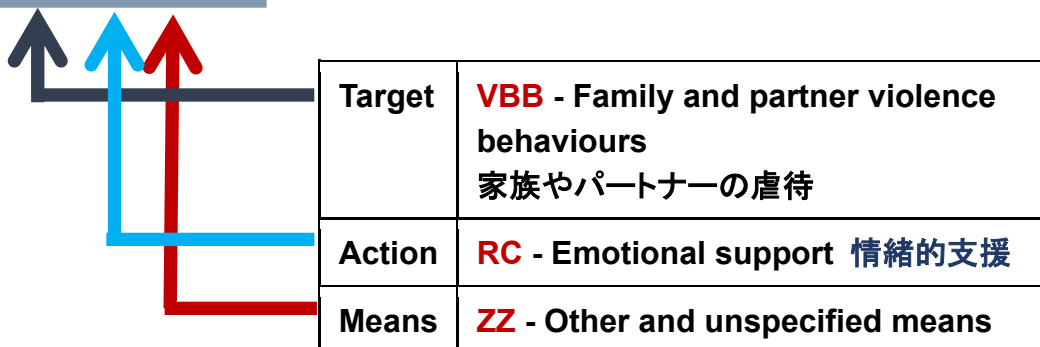 Target
VBB - Family and partner violence
behaviours
家族やパートナーの虐待
Action
RC - Emotional support 情緒的支援
Means
ZZ - Other and unspecified means